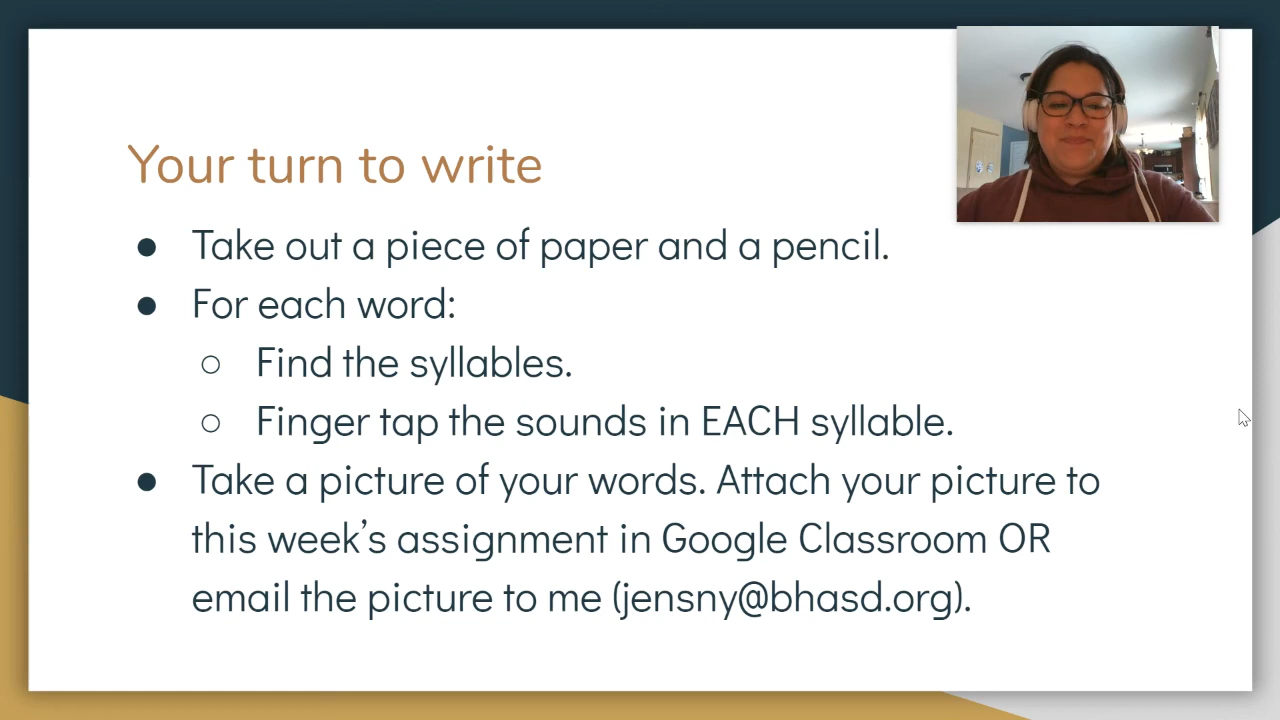 Your turn to write
● Take out a piece of paper and a pencil.
● For each word:
○ Find the syllables.
○ Finger tap the sounds in EACH syllable.
● Take a picture of your words. Attach your picture to
this week’s assignment in Google Classroom OR
email the picture to me (jensny@bhasd.org).